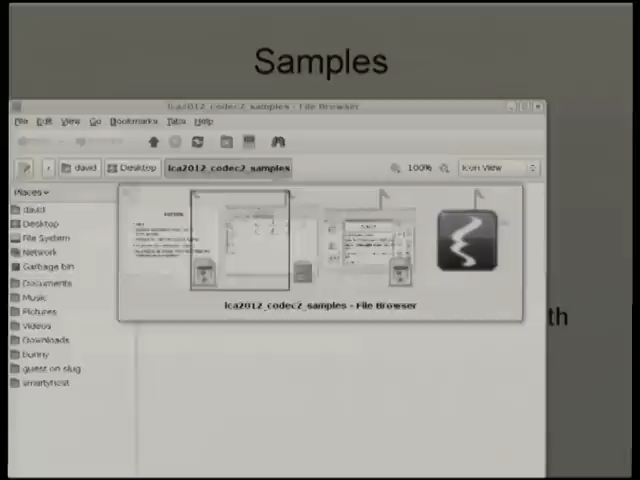 Samples
lca2012_codec2_samples - File Browser
File Edit View Go Bookmarks Tabs Help
david Desktop lca2012_codec2_samples 100% Icon View
Places
david
Desktop
File System
Network
Garbage bin
Documents
Music
Pictures
Videos
Downloads
bunny
guest on slug
smartyhost
lca2012_codec2_samples - File Browser
th